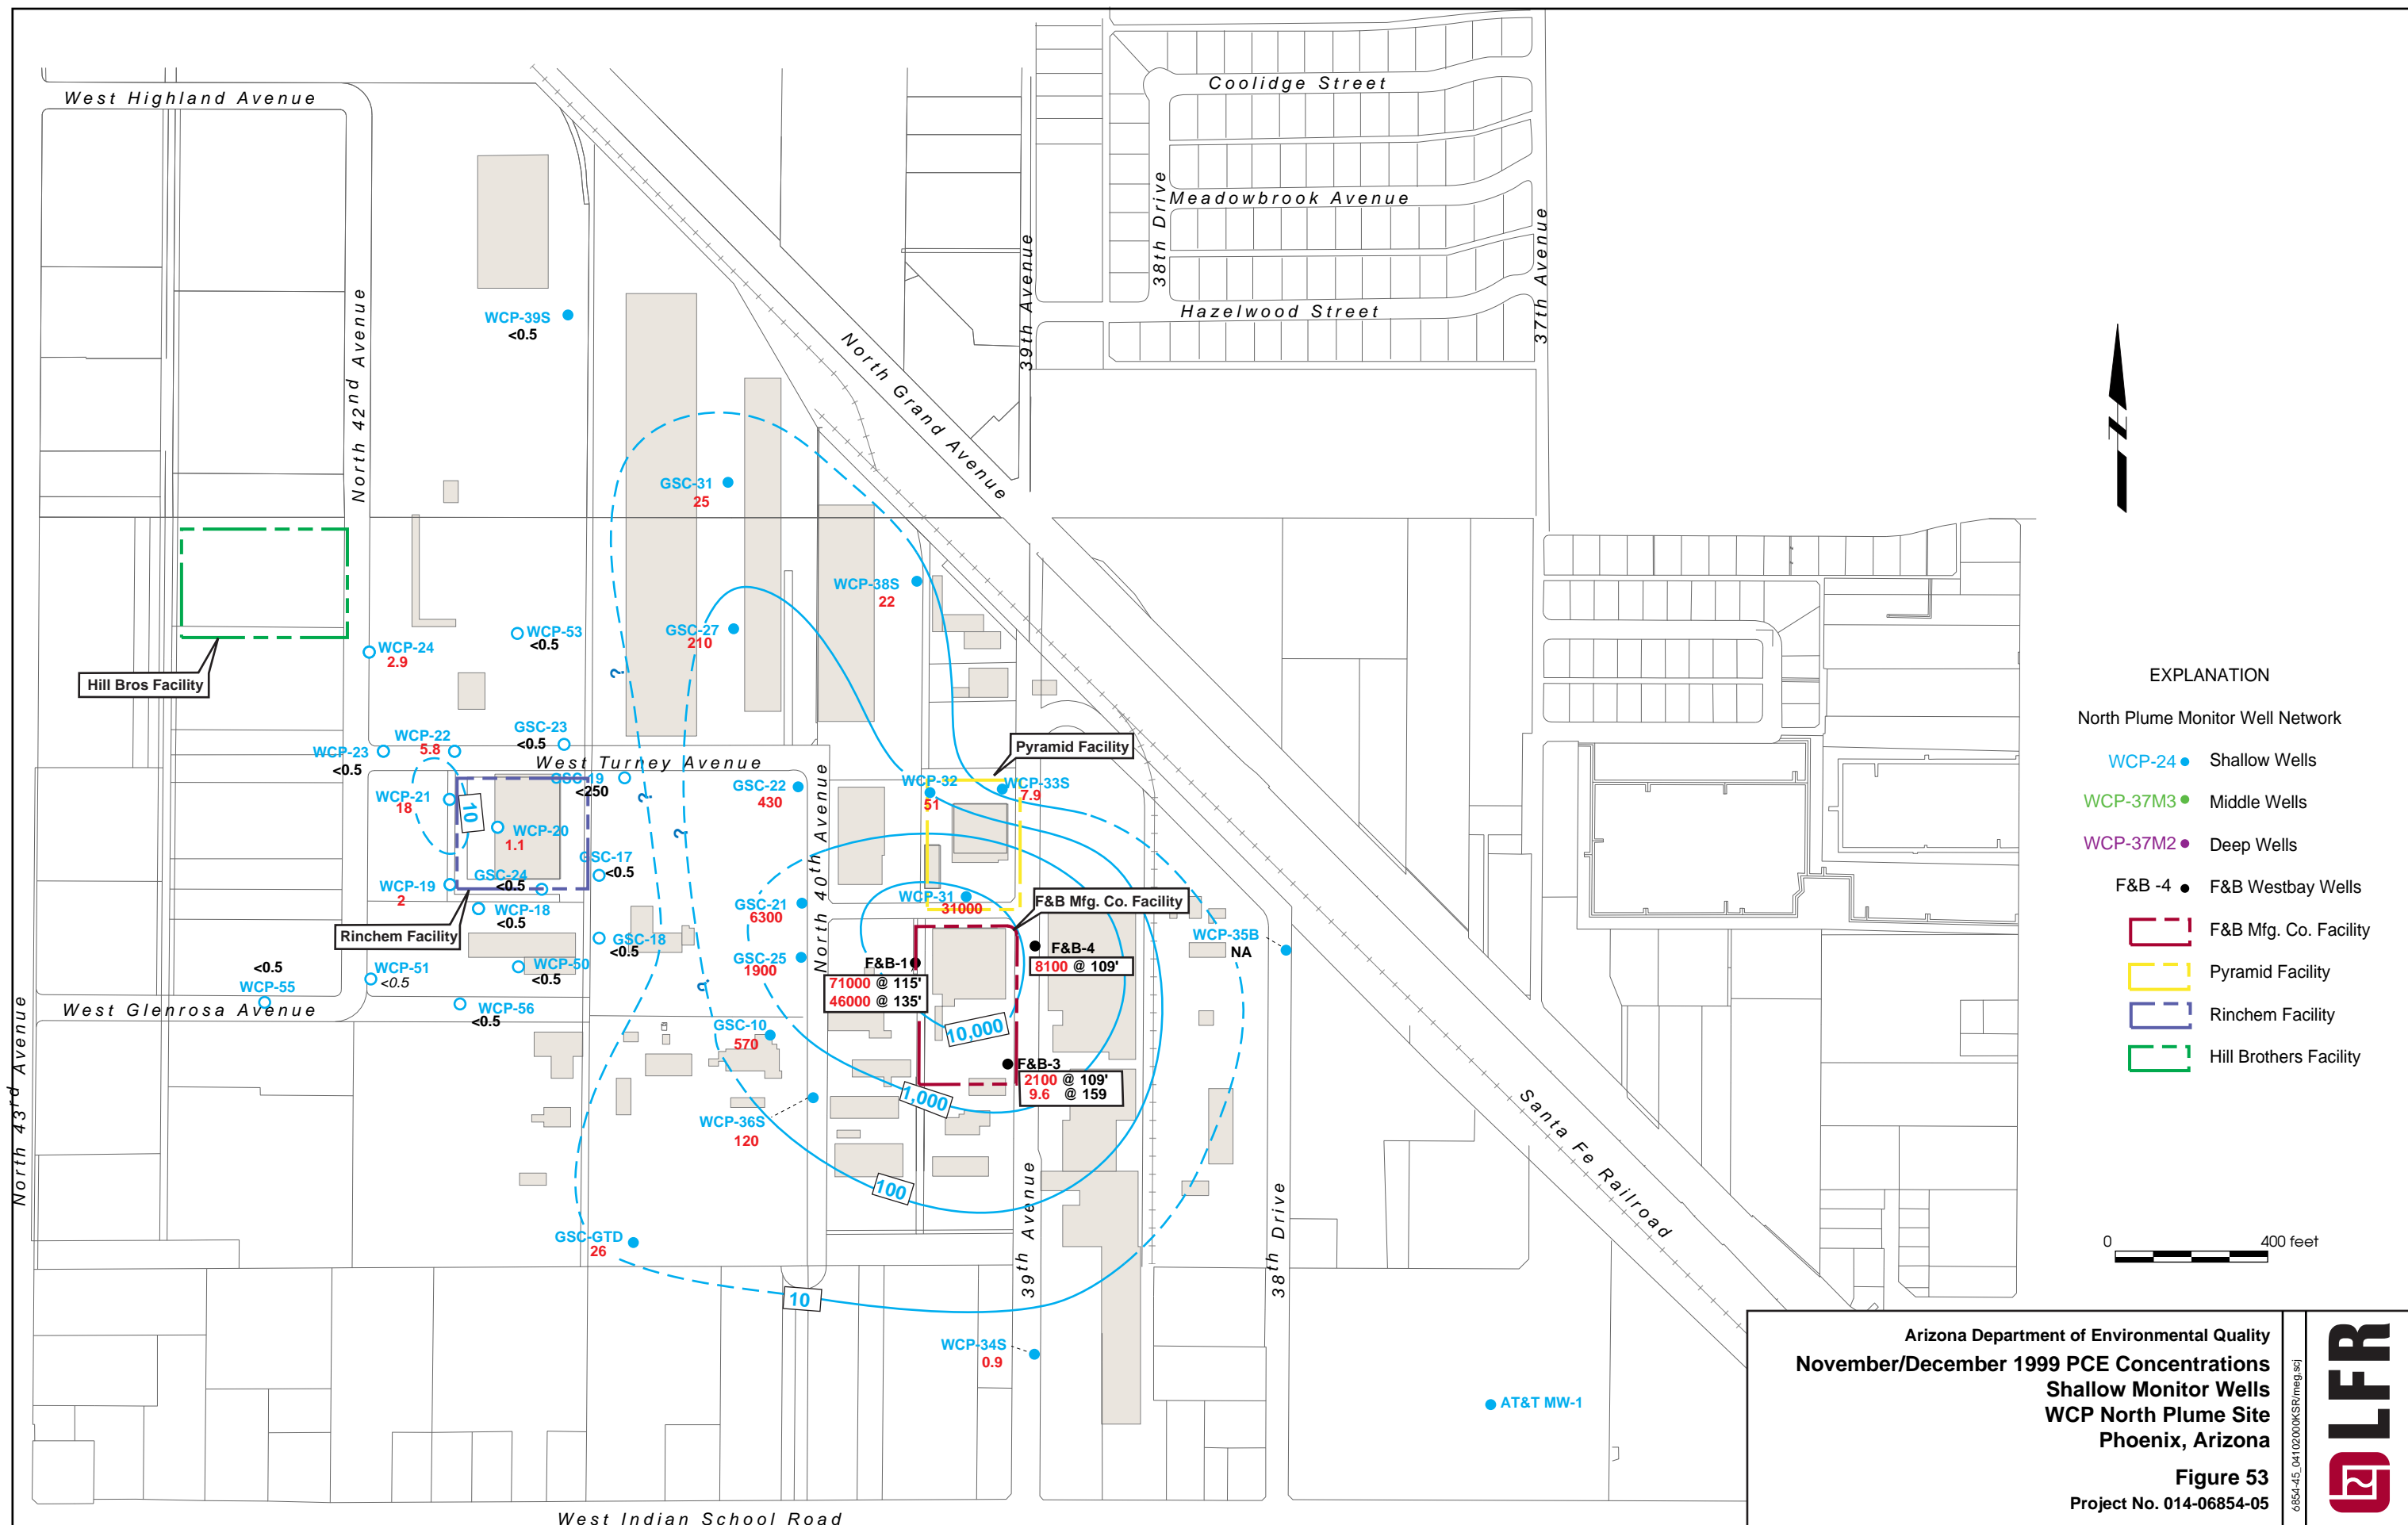 West Highland Avenue
Coolidge Street
Meadowbrook Avenue
Hazelwood Street
38th Drive
39th Avenue
37th Avenue
North 42nd Avenue
North Grand Avenue
WCP-39S
<0.5
GSC-31
25
WCP-38S
22
GSC-27
210
WCP-53
<0.5
WCP-24
2.9
Hill Bros Facility
?
GSC-23
<0.5
WCP-22
5.8
WCP-23
<0.5
West Turney Avenue
Pyramid Facility
GSC-19
<250
?
GSC-22
430
North 40th Avenue
WCP-32
51
WCP-33S
7.9
WCP-21
18
10
WCP-20
1.1
?
GSC-17
<0.5
GSC-24
<0.5
WCP-19
2
WCP-18
<0.5
Rinchem Facility
GSC-18
<0.5
GSC-21
6300
WCP-31
31000
F&B Mfg. Co. Facility
F&B-4
8100 @ 109'
WCP-35B
NA
GSC-25
1900
F&B-1
71000 @ 115'
46000 @ 135'
WCP-50
<0.5
WCP-51
<0.5
<0.5
WCP-55
West Glenrosa Avenue
WCP-56
<0.5
?
GSC-10
570
10,000
F&B-3
2100 @ 109'
9.6 @ 159
1,000
WCP-36S
120
100
North 43rd Avenue
39th Avenue
38th Drive
Santa Fe Railroad
GSC-GTD
26
10
WCP-34S
0.9
AT&T MW-1
West Indian School Road
N
EXPLANATION
North Plume Monitor Well Network
WCP-24 Shallow Wells
WCP-37M3 Middle Wells
WCP-37M2 Deep Wells
F&B -4 F&B Westbay Wells
F&B Mfg. Co. Facility
Pyramid Facility
Rinchem Facility
Hill Brothers Facility
0 400 feet
Arizona Department of Environmental Quality
November/December 1999 PCE Concentrations
Shallow Monitor Wells
WCP North Plume Site
Phoenix, Arizona
Figure 53
Project No. 014-06854-05
6854-45_04102000KSR/meg,scj
LFR